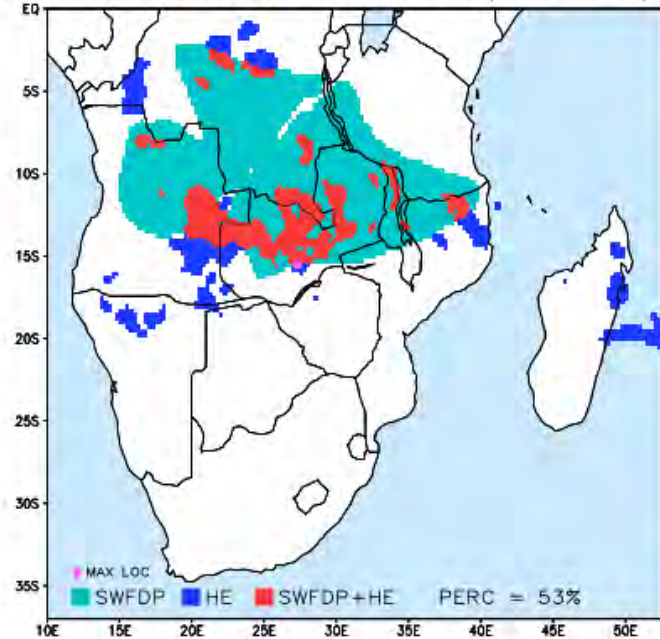 EQ
5S
10S
15S
20S
25S
30S
35S
MAX LOC
SWFDP HE SWFDP+HE PERC = 53%
10E 15E 20E 25E 30E 35E 40E 45E 50E